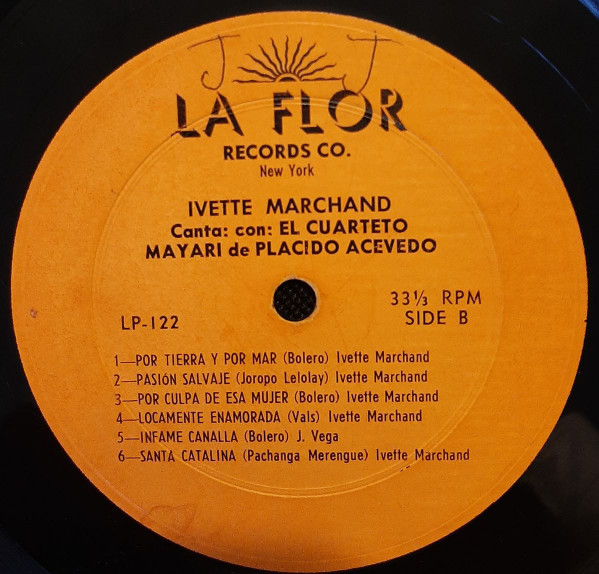 J J
LA FLOR
RECORDS CO.
New York
IVETTE MARCHAND
Canta: con: EL CUARTETO
MAYARI de PLACIDO ACEVEDO
LP-122
33⅓ RPM
SIDE B
1—POR TIERRA Y POR MAR (Bolero) Ivett Marchand
2—PASIÓN SALVAJE (Joropo Lelolay) Ivette Marchand
3—POR CULPA DE ESA MUJER (Bolero) Ivette Marchand
4—LOCAMENTE ENAMORADA (Vals) Ivette Marchand
5—INFAME CANALLA (Bolero) J. Vega
6—SANTA CATALINA (Pachanga Merengue) Ivette Marchand